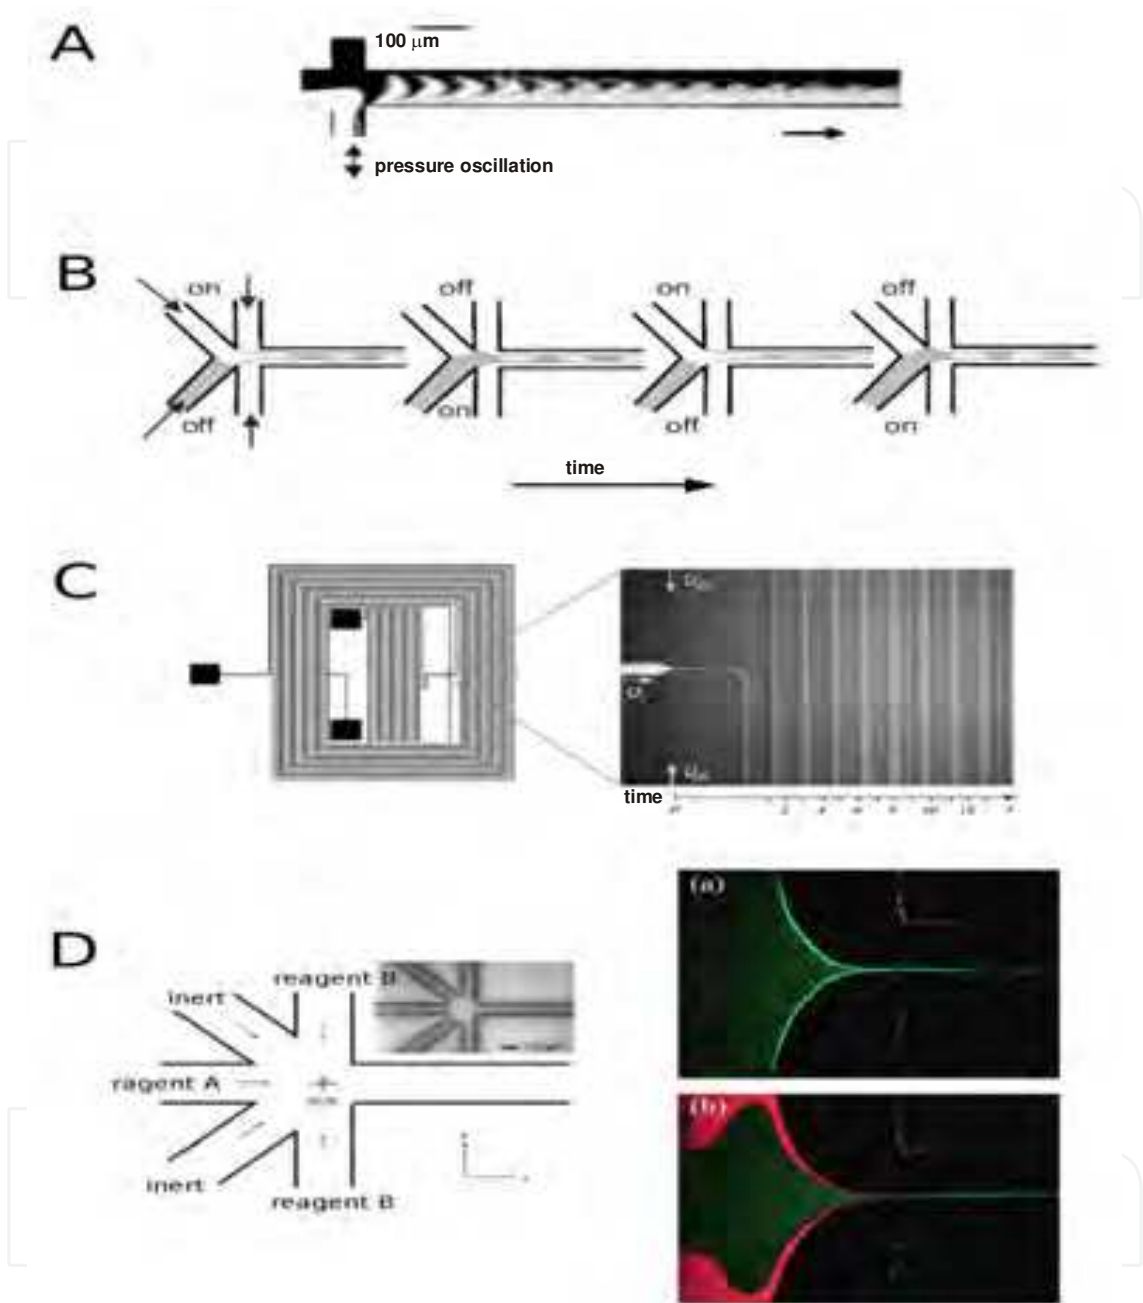 A
100 μm
pressure oscillation
B
on
off
on
off
off
on
off
on
time
C
time
D
reagent B
inert
ragent A
inert
reagent B
(a)
(b)